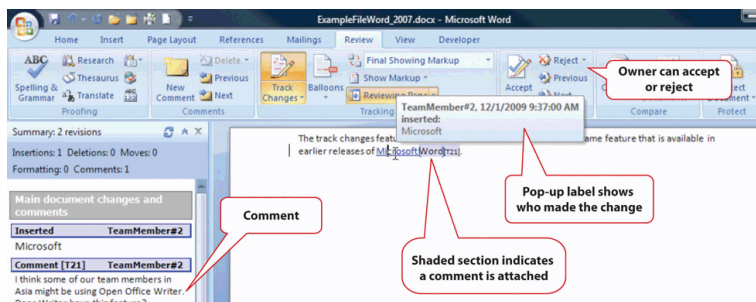 ExampleFileWord_2007.docx - Microsoft Word
Home Insert Page Layout References Mailings Review View Developer
ABC Research Delete Final Showing Markup Reject
Spelling & Grammar Thesaurus New Comment Previous Track Changes Balloons Show Markup Accept Previous
Translate Next Reviewing Pane Next
Proofing Comments Tracking Compare Protect
Owner can accept
or reject
TeamMember#2, 12/1/2009 9:37:00 AM
inserted:
Microsoft
Summary: 2 revisions
Insertions: 1 Deletions: 0 Moves: 0
Formatting: 0 Comments: 1
Main document changes and
comments
Inserted TeamMember#2
Microsoft
Comment [T21] TeamMember#2
I think some of our team members in
Asia might be using Open Office Writer.
The track changes featu ame feature that is available in
earlier releases of Microsoft Word[T21].
Comment
Pop-up label shows
who made the change
Shaded section indicates
a comment is attached